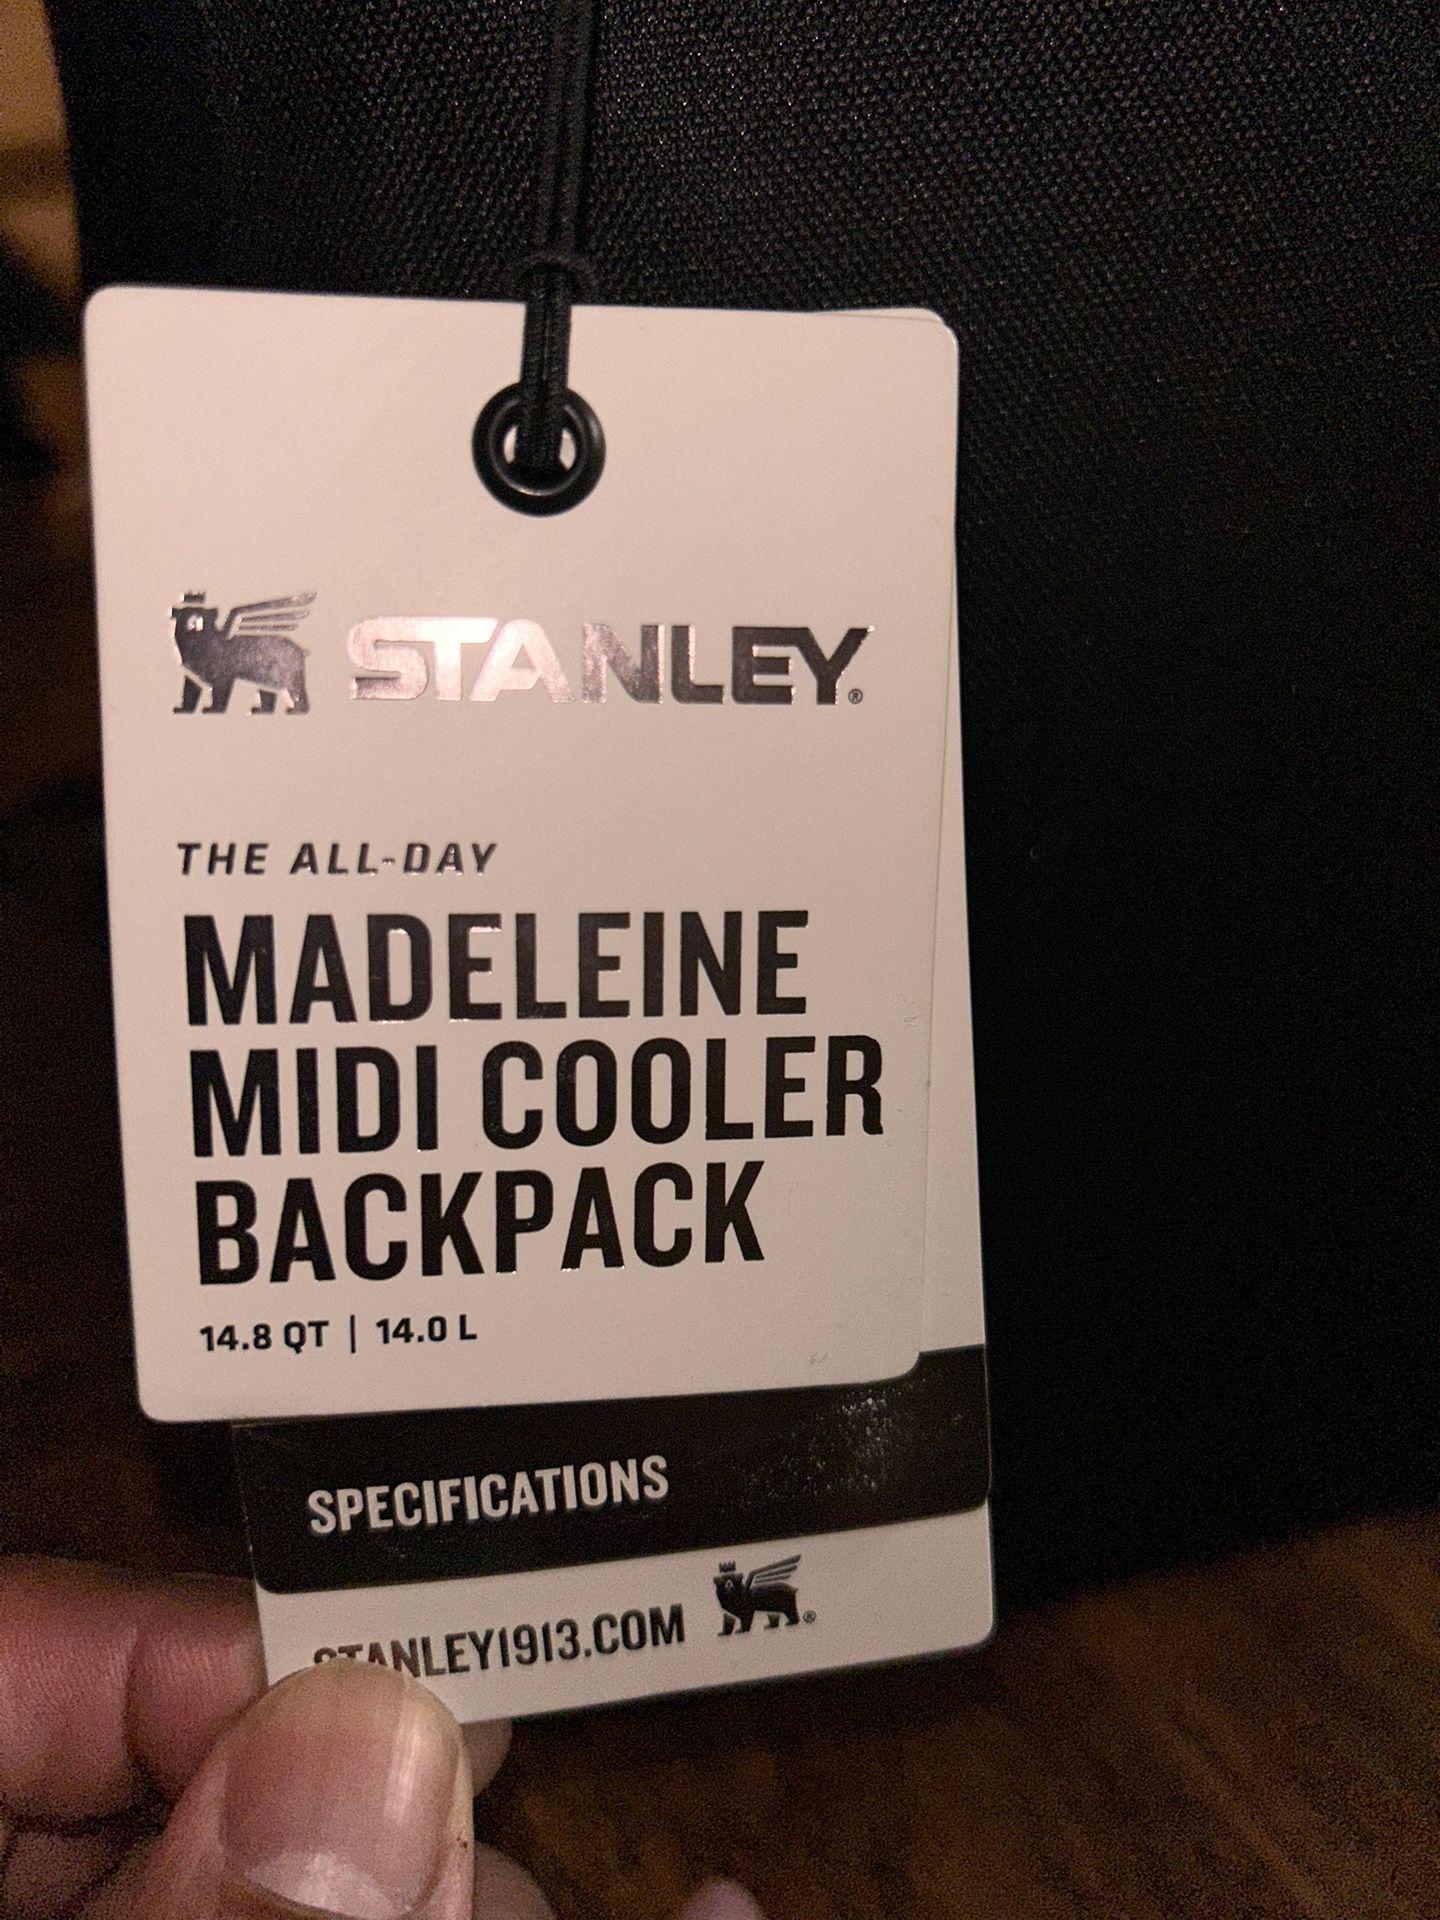 STANLEY®
THE ALL-DAY
MADELEINE
MIDI COOLER
BACKPACK
14.8 QT | 14.0 L
SPECIFICATIONS
STANLEY1913.COM ®